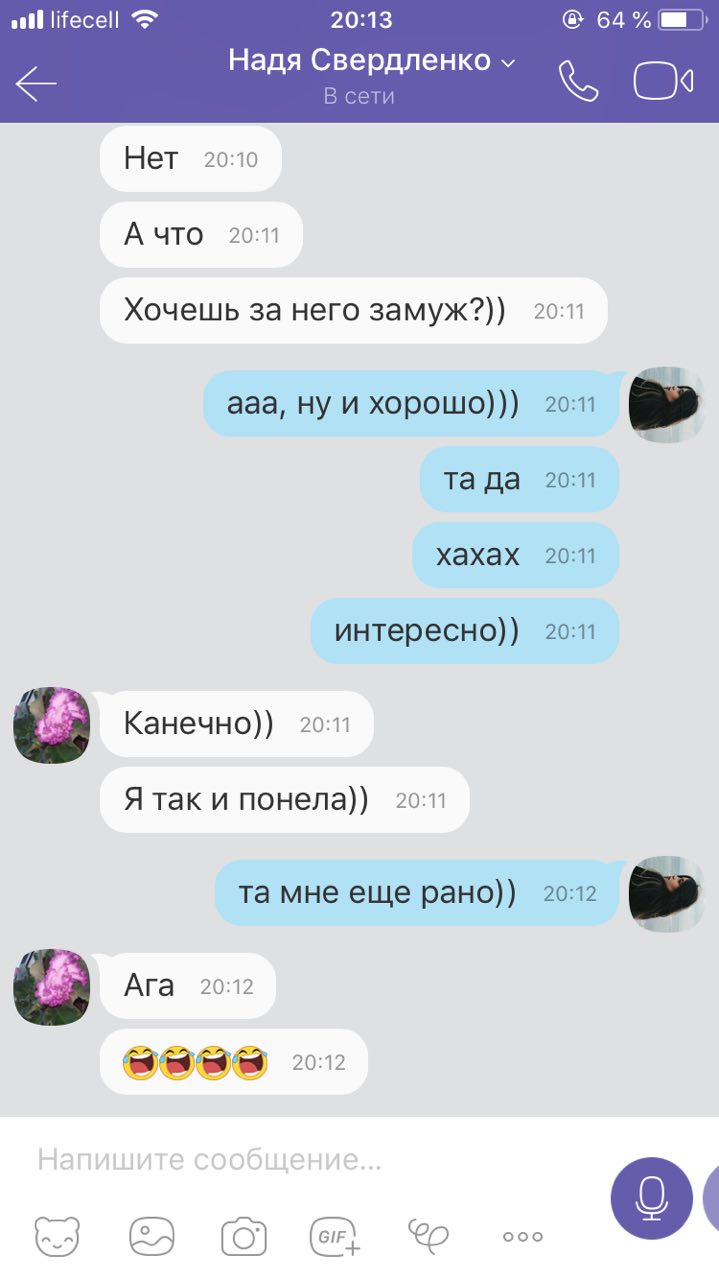 lifecell 20:13 64 %
Надя Свердленко
В сети
Нет 20:10
А что 20:11
Хочешь за него замуж?)) 20:11
ааа, ну и хорошо))) 20:11
та да 20:11
хахах 20:11
интересно)) 20:11
Канечно)) 20:11
Я так и понела)) 20:11
та мне еще рано)) 20:12
Ага 20:12
20:12
Напишите сообщение...
GIF